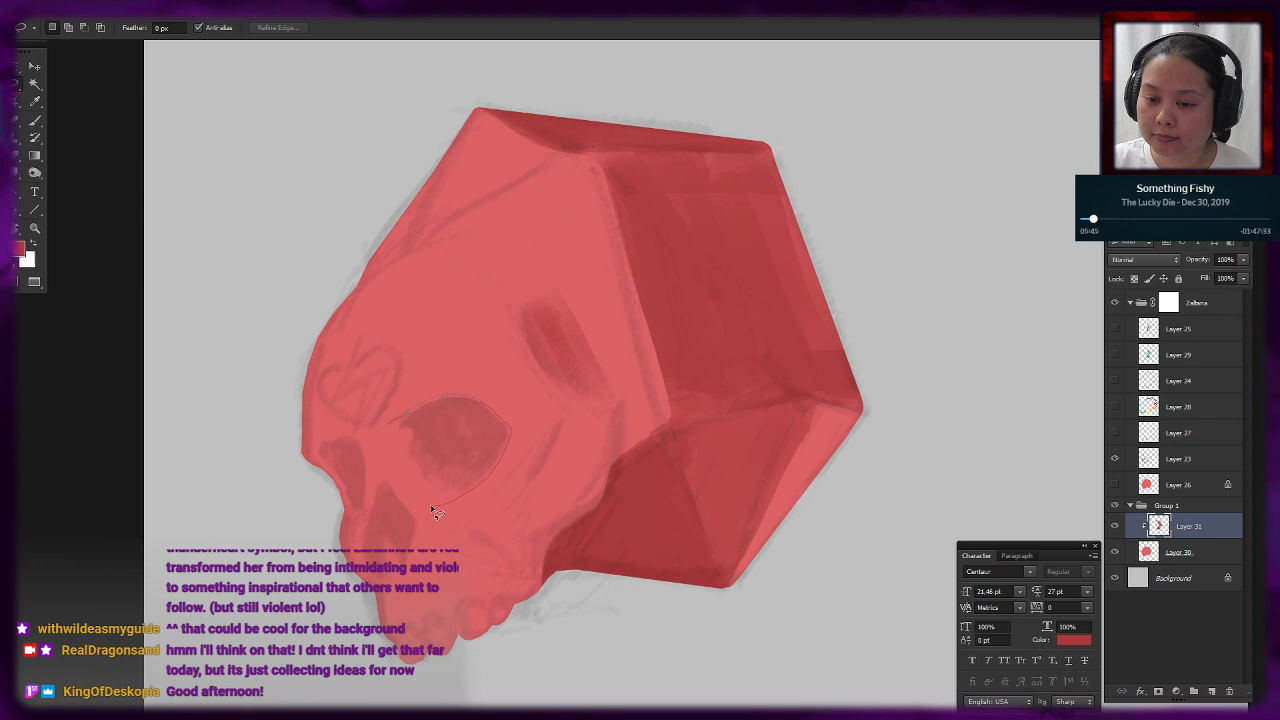 Feather: 0 px Anti-alias Refine Edge...
Something Fishy
The Lucky Die - Dec 30, 2019
05:45 -01:47:33
Normal Opacity: 100%
Lock: Fill: 100%
Zaltana
Layer 25
Layer 29
Layer 24
Layer 28
Layer 27
Layer 23
Layer 26
Group 1
Layer 31
Layer 30
Background
Character Paragraph
Centaur Regular
21,46 pt 27 pt
Metrics 0
100% 100%
0 pt Color:
English: USA Sharp
transformed her from being intimidating and
to something inspirational that others want to
follow. (but still violent lol)
withwildeasmyguide ^^ that could be cool for the background
RealDragonsand hmm i'll think on that! I dnt think i'll get that far
today, but its just collecting ideas for now
KingOfDeskopia Good afternoon!